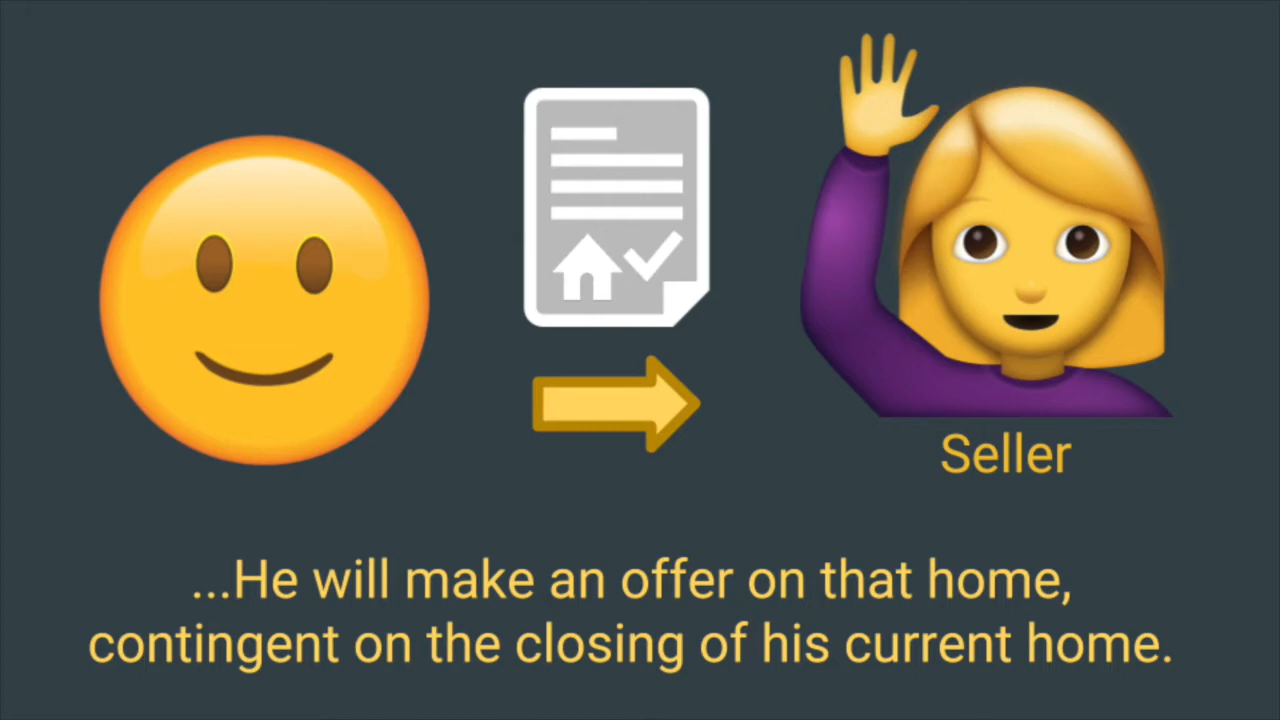 Seller
...He will make an offer on that home,
contingent on the closing of his current home.